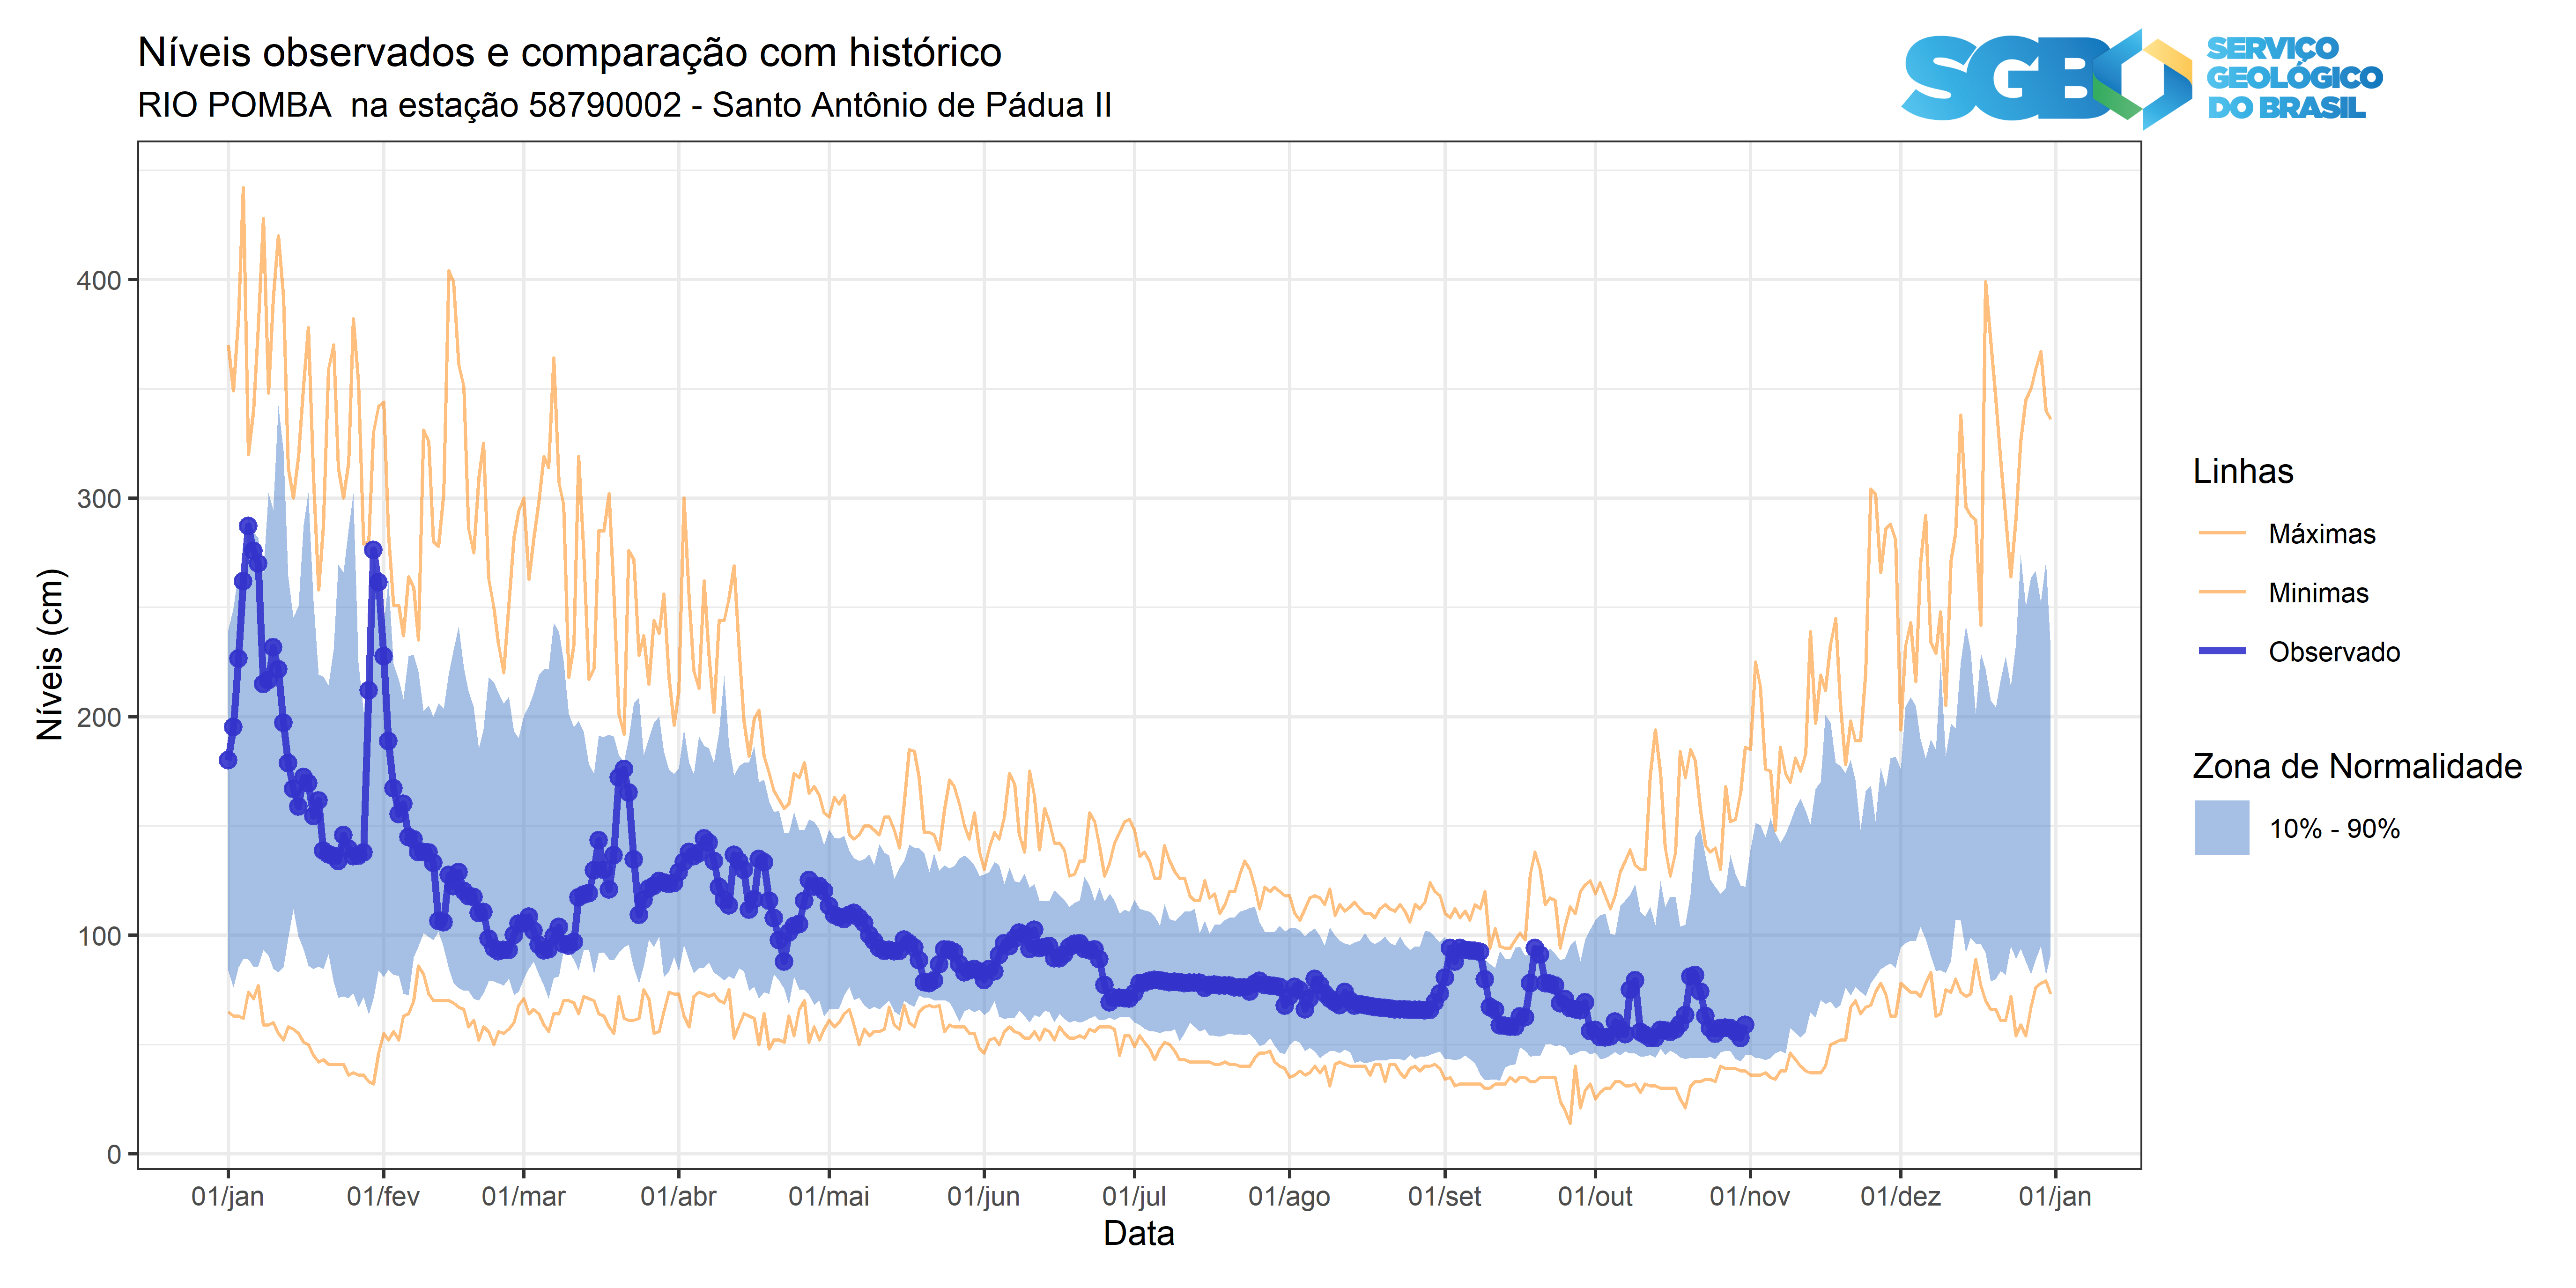 Níveis observados e comparação com histórico
RIO POMBA  na estação 58790002 - Santo Antônio de Pádua II
SGB
SERVIÇO
GEOLÓGICO
DO BRASIL
Níveis (cm)
400
300
200
100
0
01/jan
01/fev
01/mar
01/abr
01/mai
01/jun
01/jul
01/ago
01/set
01/out
01/nov
01/dez
01/jan
Data
Linhas
Máximas
Minimas
Observado
Zona de Normalidade
10% - 90%